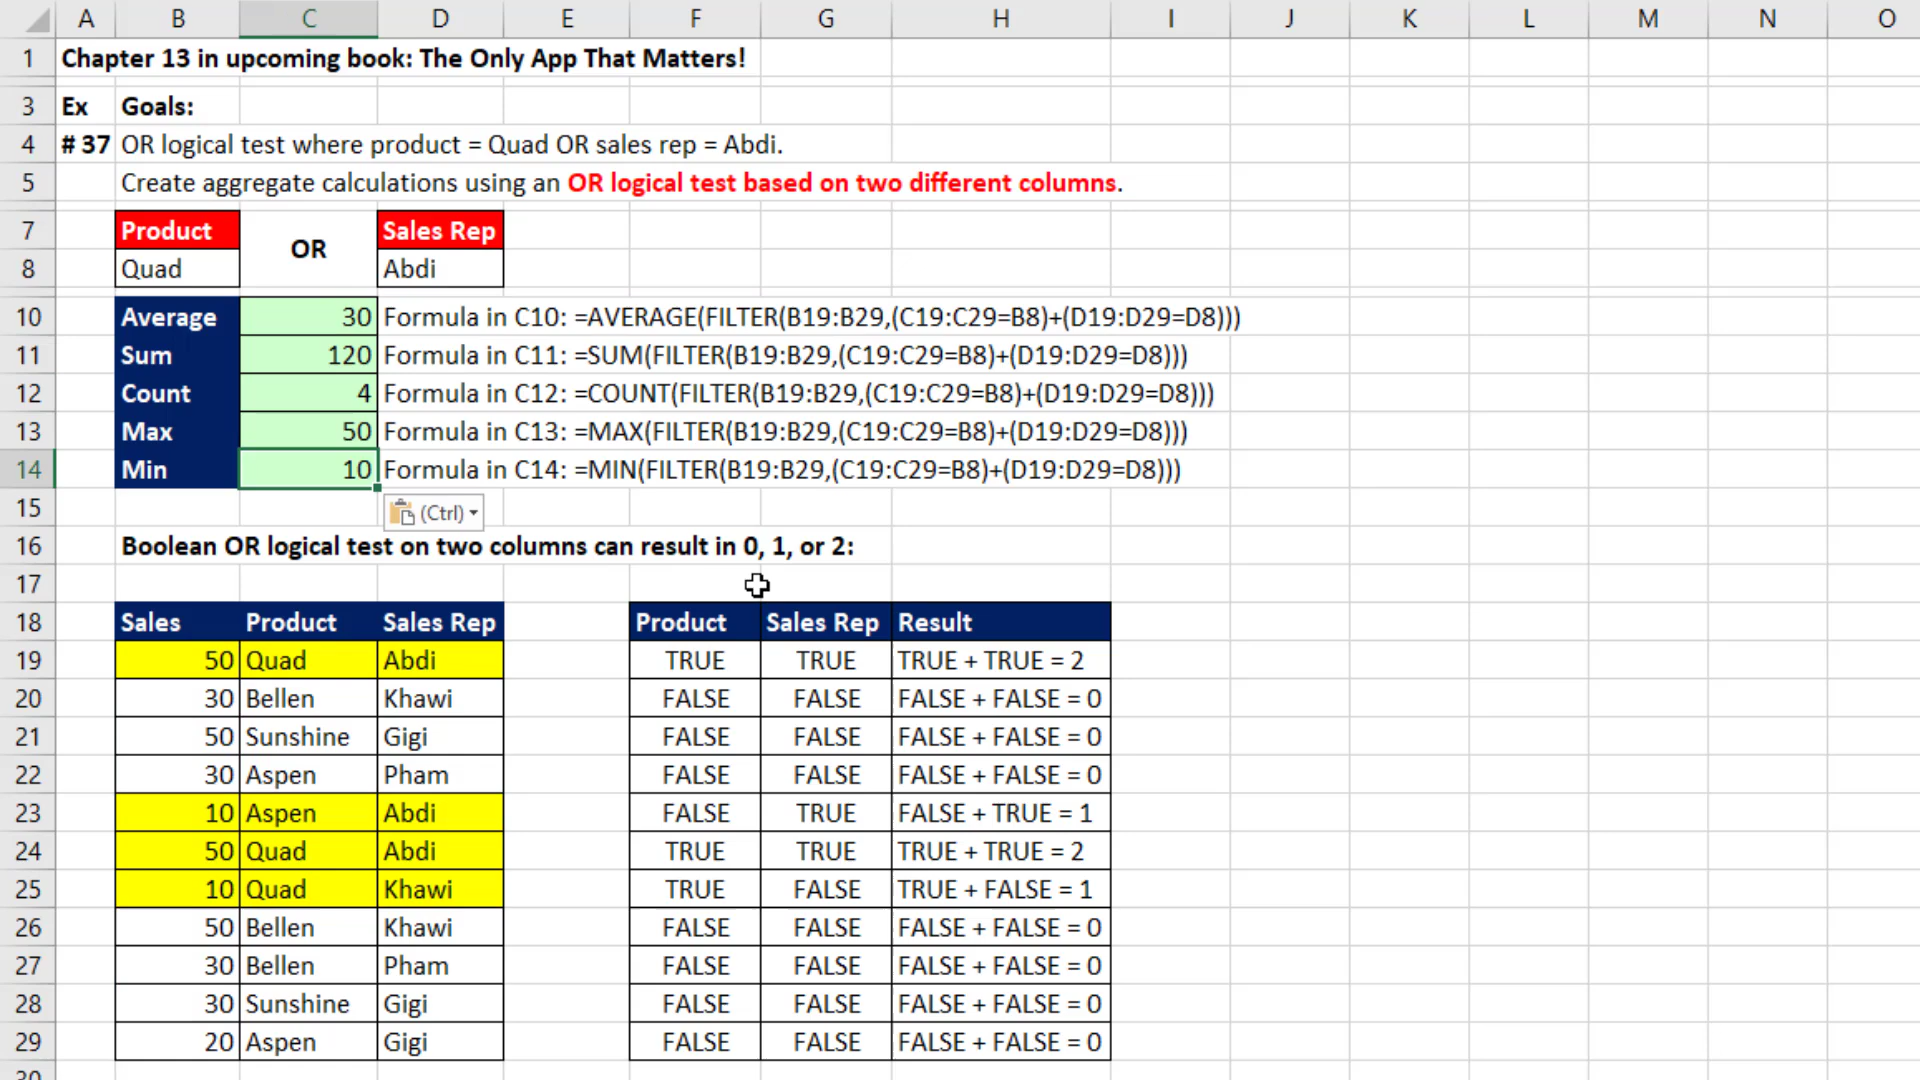 A B C D E F G H I J K L M N O
1 Chapter 13 in upcoming book: The Only App That Matters!
3 Ex Goals:
4 # 37 OR logical test where product = Quad OR sales rep = Abdi.
5 Create aggregate calculations using an OR logical test based on two different columns.
7 Product OR Sales Rep
8 Quad Abdi
10 Average 30 Formula in C10: =AVERAGE(FILTER(B19:B29,(C19:C29=B8)+(D19:D29=D8)))
11 Sum 120 Formula in C11: =SUM(FILTER(B19:B29,(C19:C29=B8)+(D19:D29=D8)))
12 Count 4 Formula in C12: =COUNT(FILTER(B19:B29,(C19:C29=B8)+(D19:D29=D8)))
13 Max 50 Formula in C13: =MAX(FILTER(B19:B29,(C19:C29=B8)+(D19:D29=D8)))
14 Min 10 Formula in C14: =MIN(FILTER(B19:B29,(C19:C29=B8)+(D19:D29=D8)))
15 (Ctrl)
16 Boolean OR logical test on two columns can result in 0, 1, or 2:
17
18 Sales Product Sales Rep Product Sales Rep Result
19 50 Quad Abdi TRUE TRUE TRUE + TRUE = 2
20 30 Bellen Khawi FALSE FALSE FALSE + FALSE = 0
21 50 Sunshine Gigi FALSE FALSE FALSE + FALSE = 0
22 30 Aspen Pham FALSE FALSE FALSE + FALSE = 0
23 10 Aspen Abdi FALSE TRUE FALSE + TRUE = 1
24 50 Quad Abdi TRUE TRUE TRUE + TRUE = 2
25 10 Quad Khawi TRUE FALSE TRUE + FALSE = 1
26 50 Bellen Khawi FALSE FALSE FALSE + FALSE = 0
27 30 Bellen Pham FALSE FALSE FALSE + FALSE = 0
28 30 Sunshine Gigi FALSE FALSE FALSE + FALSE = 0
29 20 Aspen Gigi FALSE FALSE FALSE + FALSE = 0
30